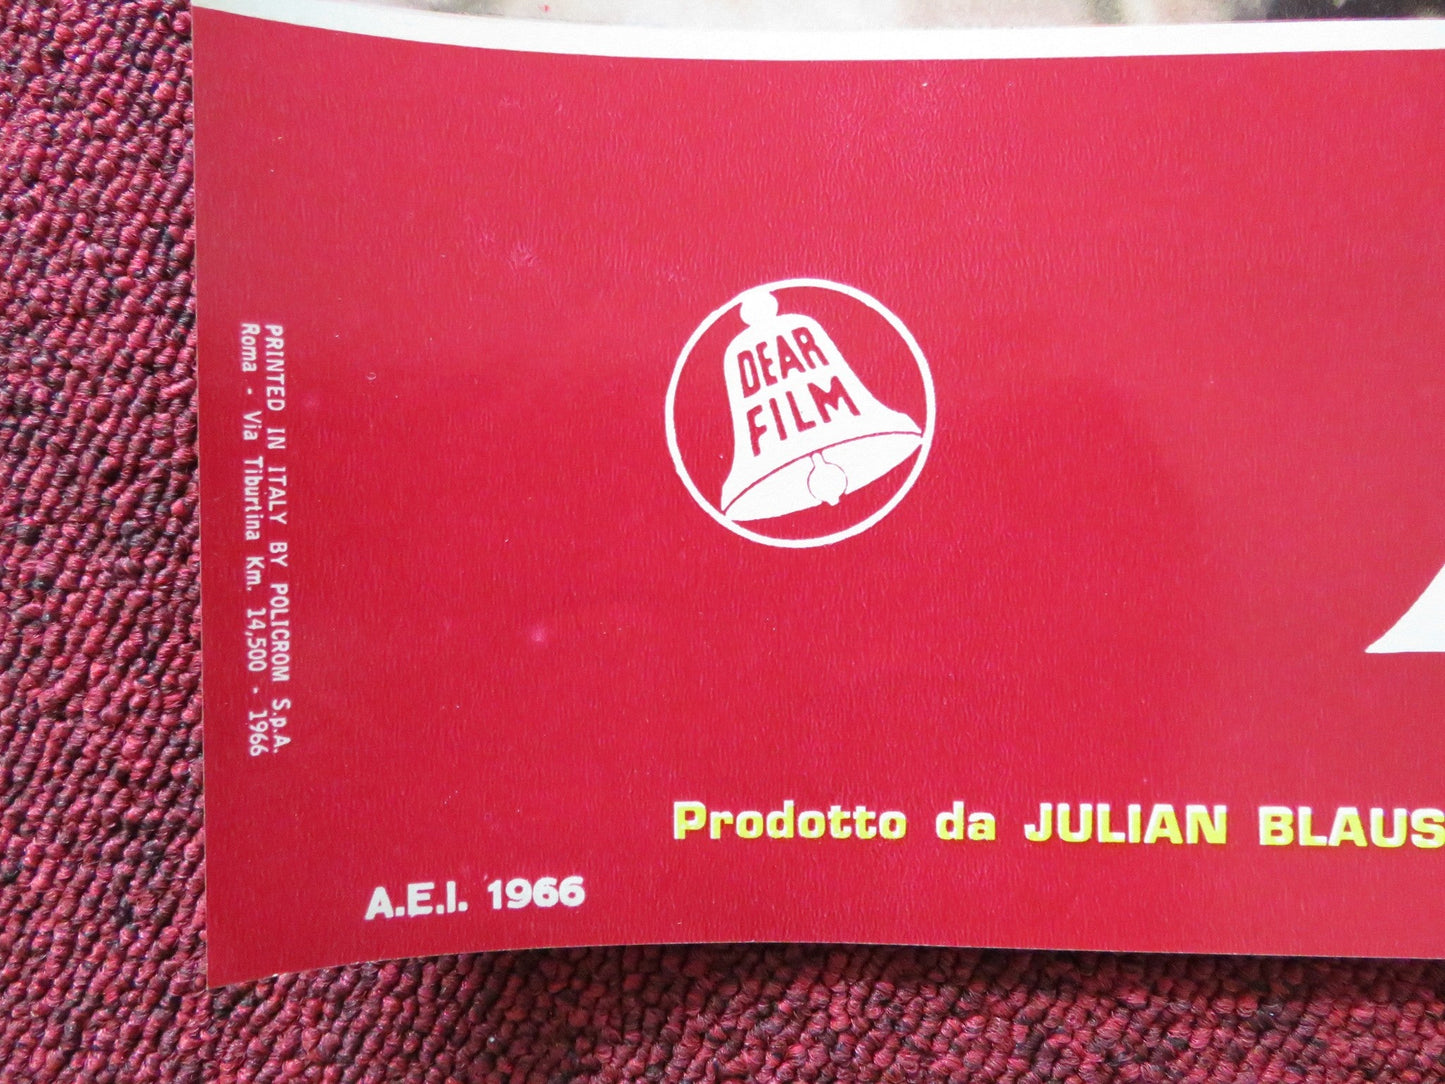 DEAR
FILM
PRINTED IN ITALY BY POLICROM S.p.A.
Roma - Via Tiburtina Km. 14,500 - 1966
Prodotto da JULIAN BLAUS
A.E.I. 1966